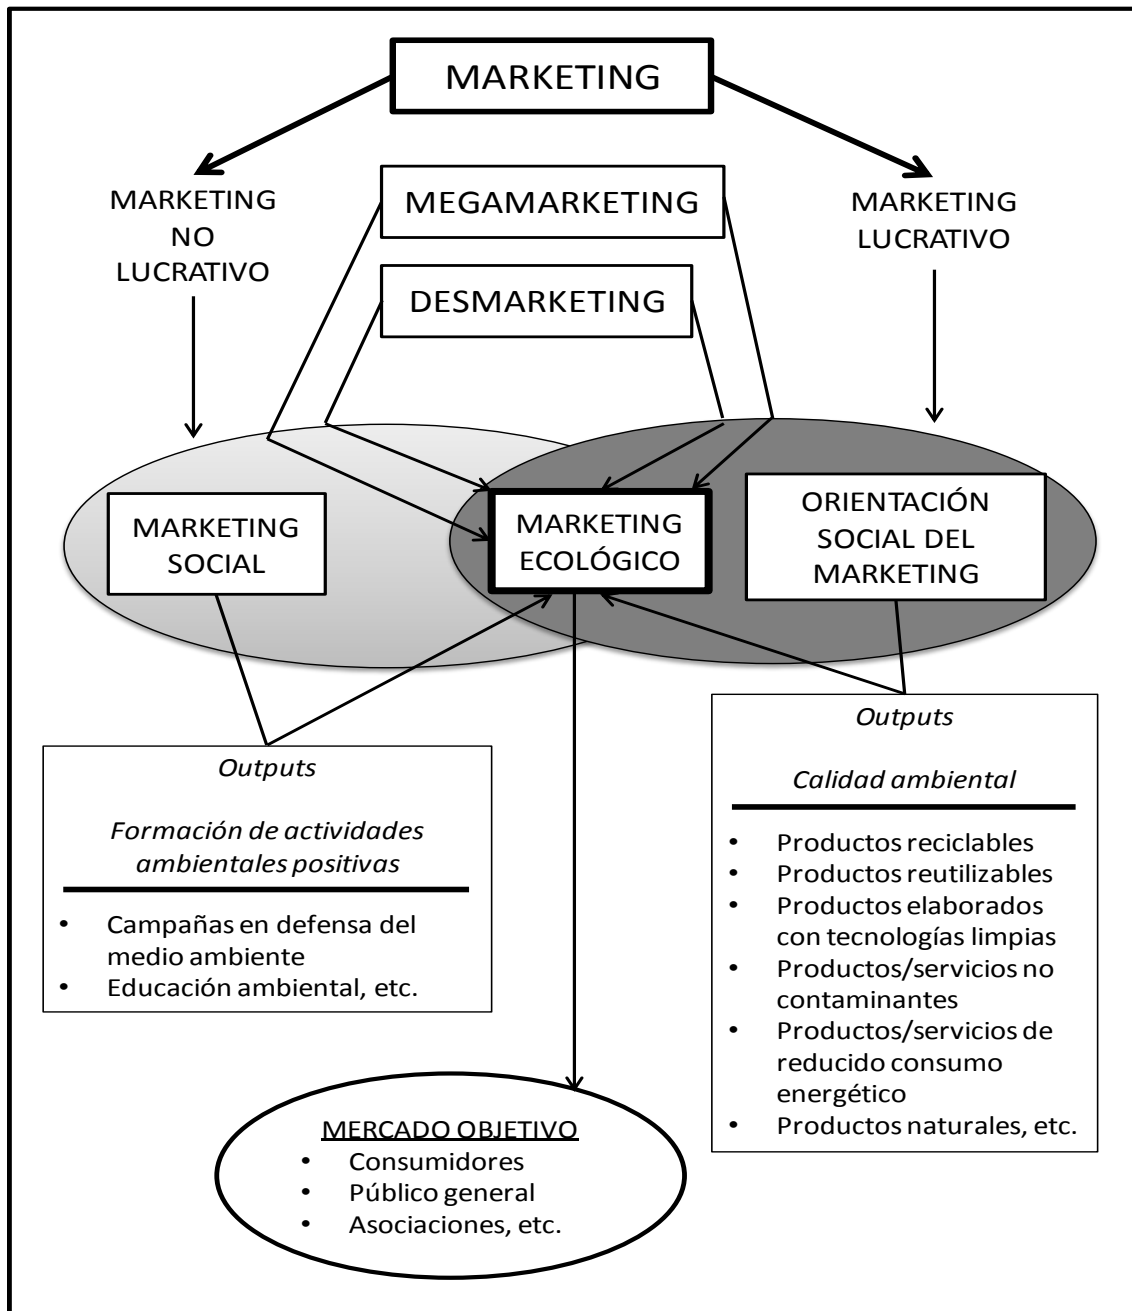 MARKETING
MARKETING
NO
LUCRATIVO
MEGAMARKETING
DESMARKETING
MARKETING
LUCRATIVO
MARKETING
SOCIAL
MARKETING
ECOLÓGICO
ORIENTACIÓN
SOCIAL DEL
MARKETING
Outputs
Formación de actividades
ambientales positivas
• Campañas en defensa del
medio ambiente
• Educación ambiental, etc.
Outputs
Calidad ambiental
• Productos reciclables
• Productos reutilizables
• Productos elaborados
con tecnologías limpias
• Productos/servicios no
contaminantes
• Productos/servicios de
reducido consumo
energético
• Productos naturales, etc.
MERCADO OBJETIVO
• Consumidores
• Público general
• Asociaciones, etc.